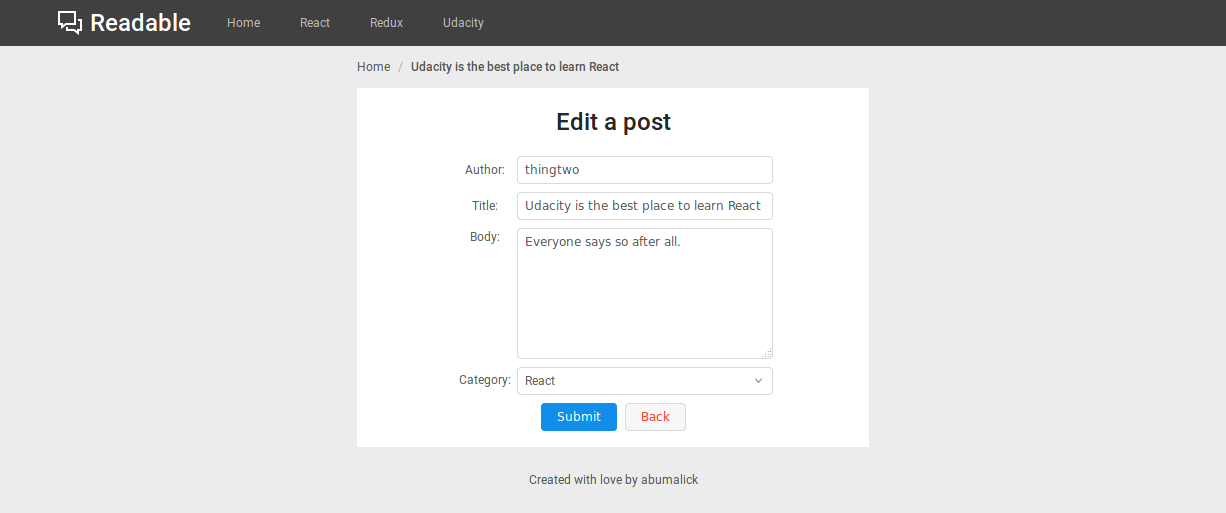 Readable Home React Redux Udacity
Home / Udacity is the best place to learn React
Edit a post
Author: thingtwo
Title: Udacity is the best place to learn React
Body: Everyone says so after all.
Category: React
Submit Back
Created with love by abumalick